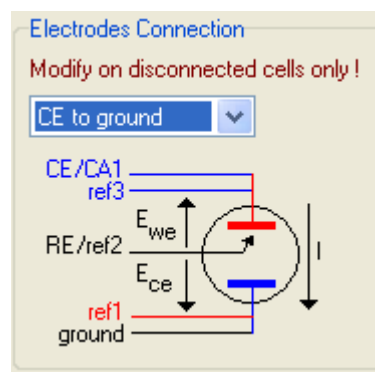 Electrodes Connection
Modify on disconnected cells only !
CE to ground
CE/CA1
ref3
Ewe
RE/ref2
I
Ece
ref1
ground